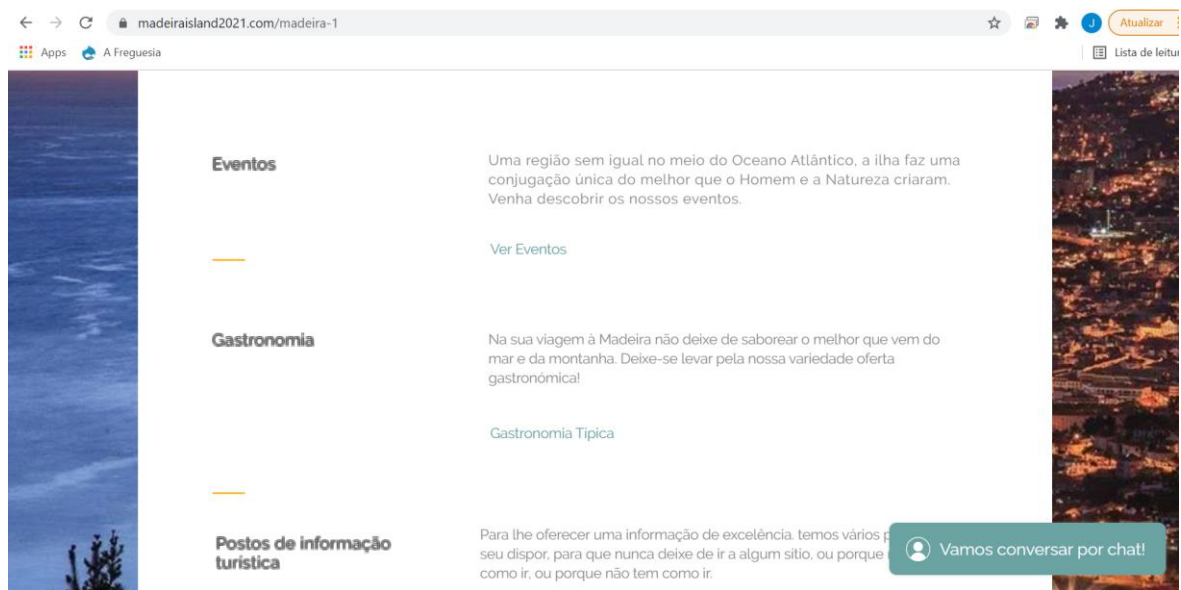 madeiraisland2021.com/madeira-1
J
Atualizar
Apps
A Freguesia
Lista de leitur
Eventos
Uma região sem igual no meio do Oceano Atlântico, a ilha faz uma
conjugação única do melhor que o Homem e a Natureza criaram.
Venha descobrir os nossos eventos.
Ver Eventos
Gastronomia
Na sua viagem à Madeira não deixe de saborear o melhor que vem do
mar e da montanha. Deixe-se levar pela nossa variedade oferta
gastronómica!
Gastronomia Tipica
Postos de informação
turística
Para lhe oferecer uma informação de excelência. temos vários
seu dispor, para que nunca deixe de ir a algum sítio, ou porque
como ir, ou porque não tem como ir.
Vamos conversar por chat!